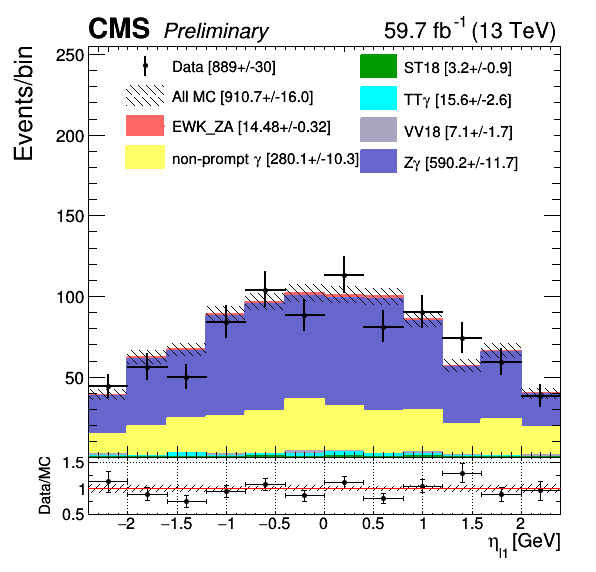 CMS Preliminary 59.7 fb⁻¹ (13 TeV)
Events/bin
250
200
150
100
50
Data [889+/-30]
All MC [910.7+/-16.0]
EWK_ZA [14.48+/-0.32]
non-prompt γ [280.1+/-10.3]
ST18 [3.2+/-0.9]
TTγ [15.6+/-2.6]
VV18 [7.1+/-1.7]
Zγ [590.2+/-11.7]
Data/MC
1.5
1
0.5
−2 −1.5 −1 −0.5 0 0.5 1 1.5 2
η_l1 [GeV]